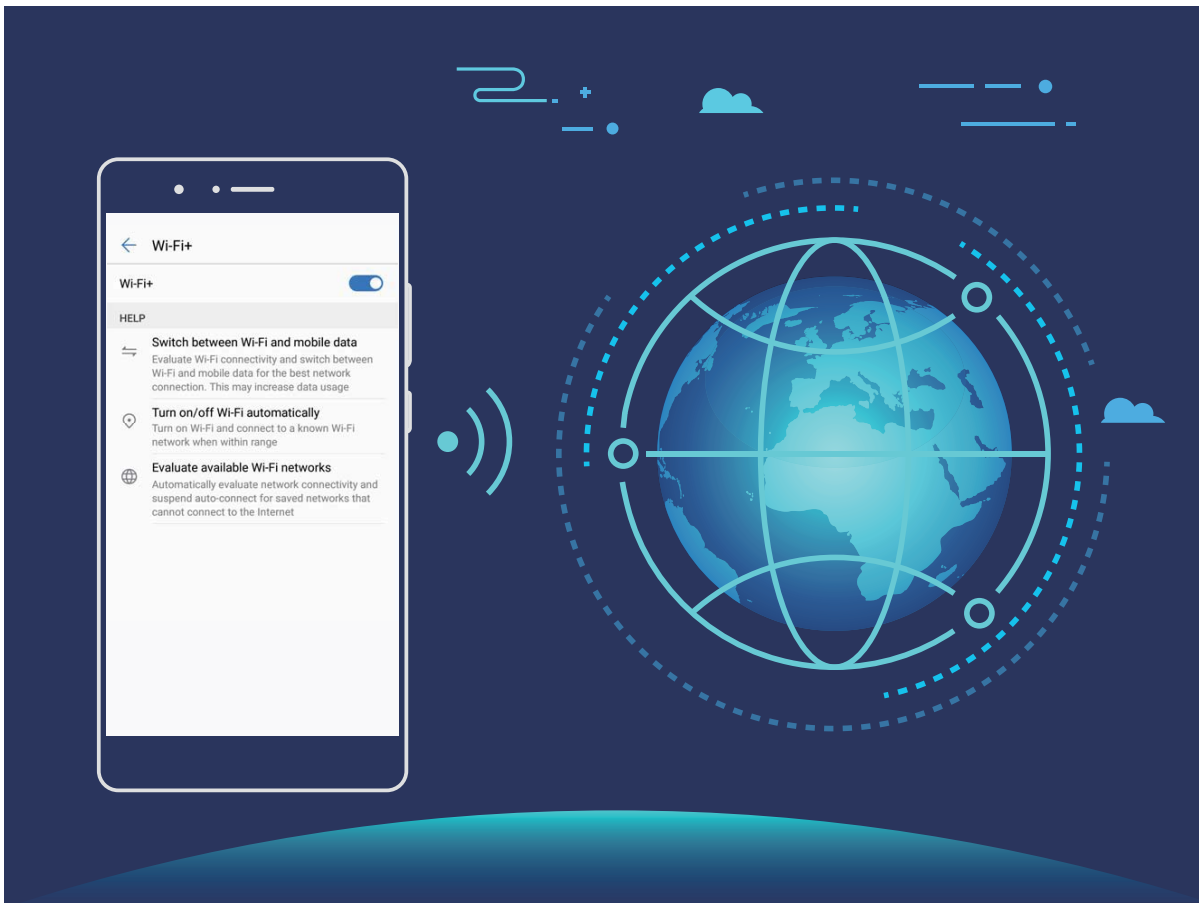 Wi-Fi+
Wi-Fi+
HELP
Switch between Wi-Fi and mobile data
Evaluate Wi-Fi connectivity and switch between
Wi-Fi and mobile data for the best network
connection. This may increase data usage
Turn on/off Wi-Fi automatically
Turn on Wi-Fi and connect to a known Wi-Fi
network when within range
Evaluate available Wi-Fi networks
Automatically evaluate network connectivity and
suspend auto-connect for saved networks that
cannot connect to the Internet